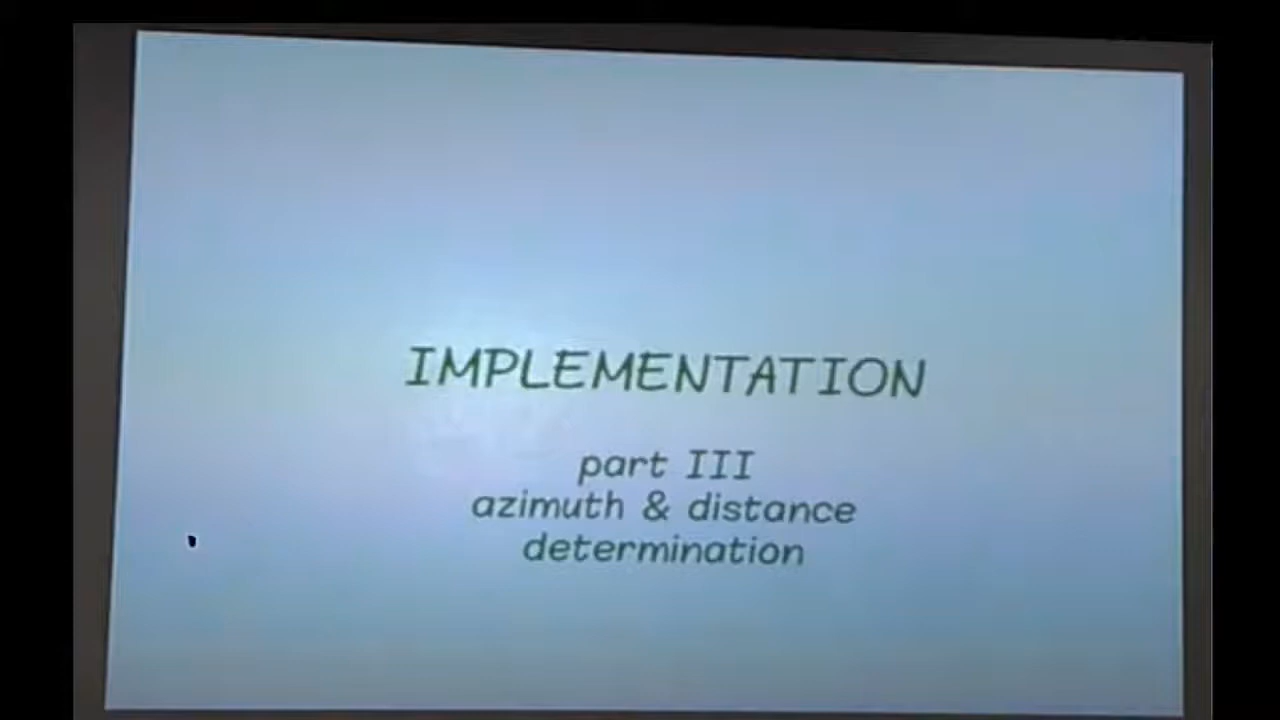 IMPLEMENTATION
part III
azimuth & distance
determination